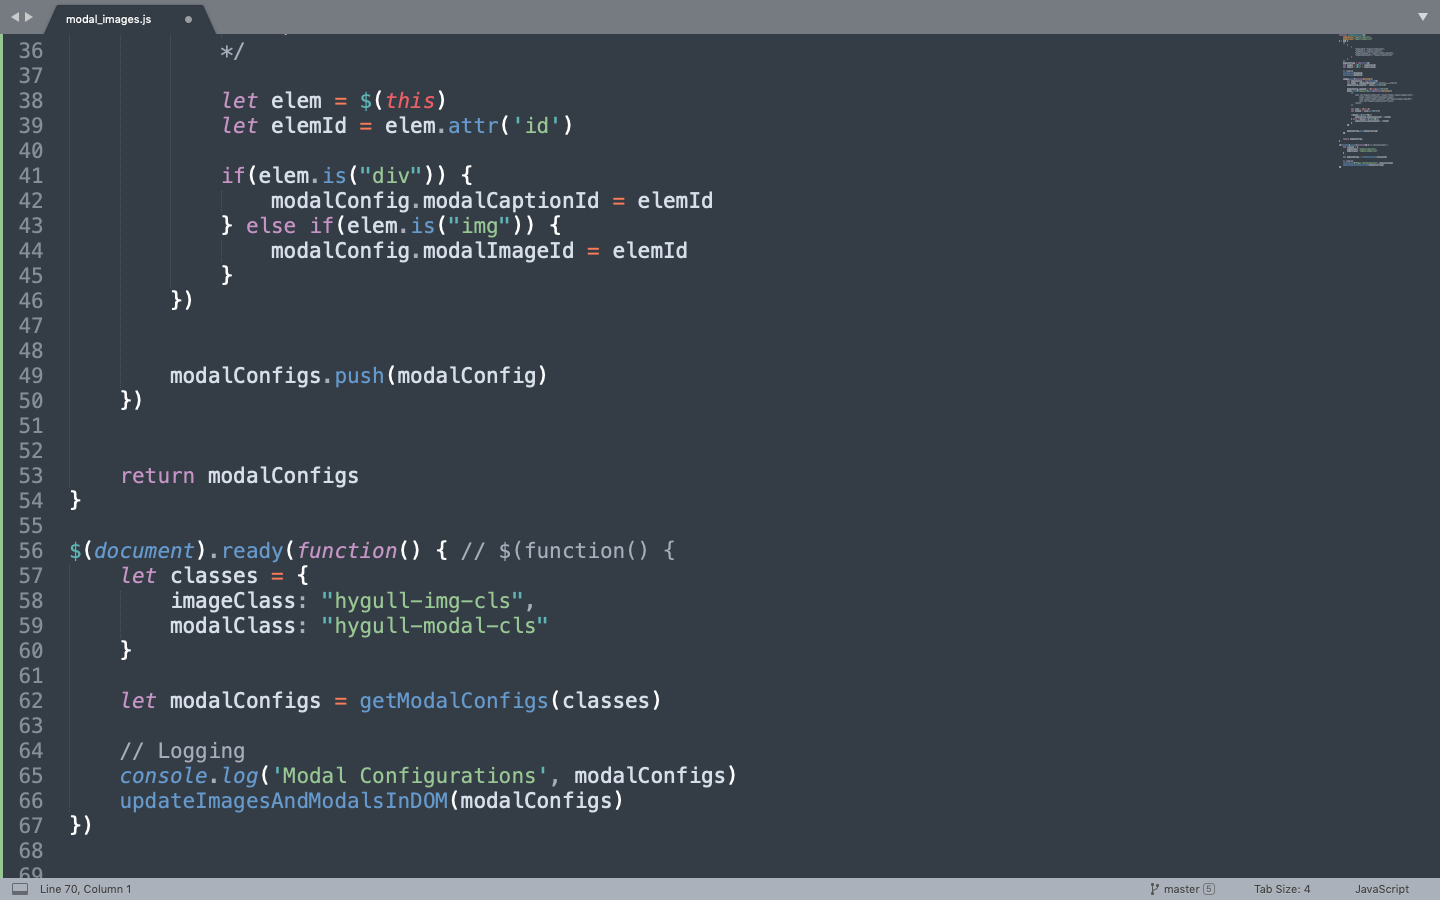 modal_images.js
36 */
37
38 let elem = $(this)
39 let elemId = elem.attr('id')
40
41 if(elem.is("div")) {
42 modalConfig.modalCaptionId = elemId
43 } else if(elem.is("img")) {
44 modalConfig.modalImageId = elemId
45 }
46 })
47
48
49 modalConfigs.push(modalConfig)
50 })
51
52
53 return modalConfigs
54 }
55
56 $(document).ready(function() { // $(function() {
57 let classes = {
58 imageClass: "hygull-img-cls",
59 modalClass: "hygull-modal-cls"
60 }
61
62 let modalConfigs = getModalConfigs(classes)
63
64 // Logging
65 console.log('Modal Configurations', modalConfigs)
66 updateImagesAndModalsInDOM(modalConfigs)
67 })
68
69
Line 70, Column 1 master 5 Tab Size: 4 JavaScript